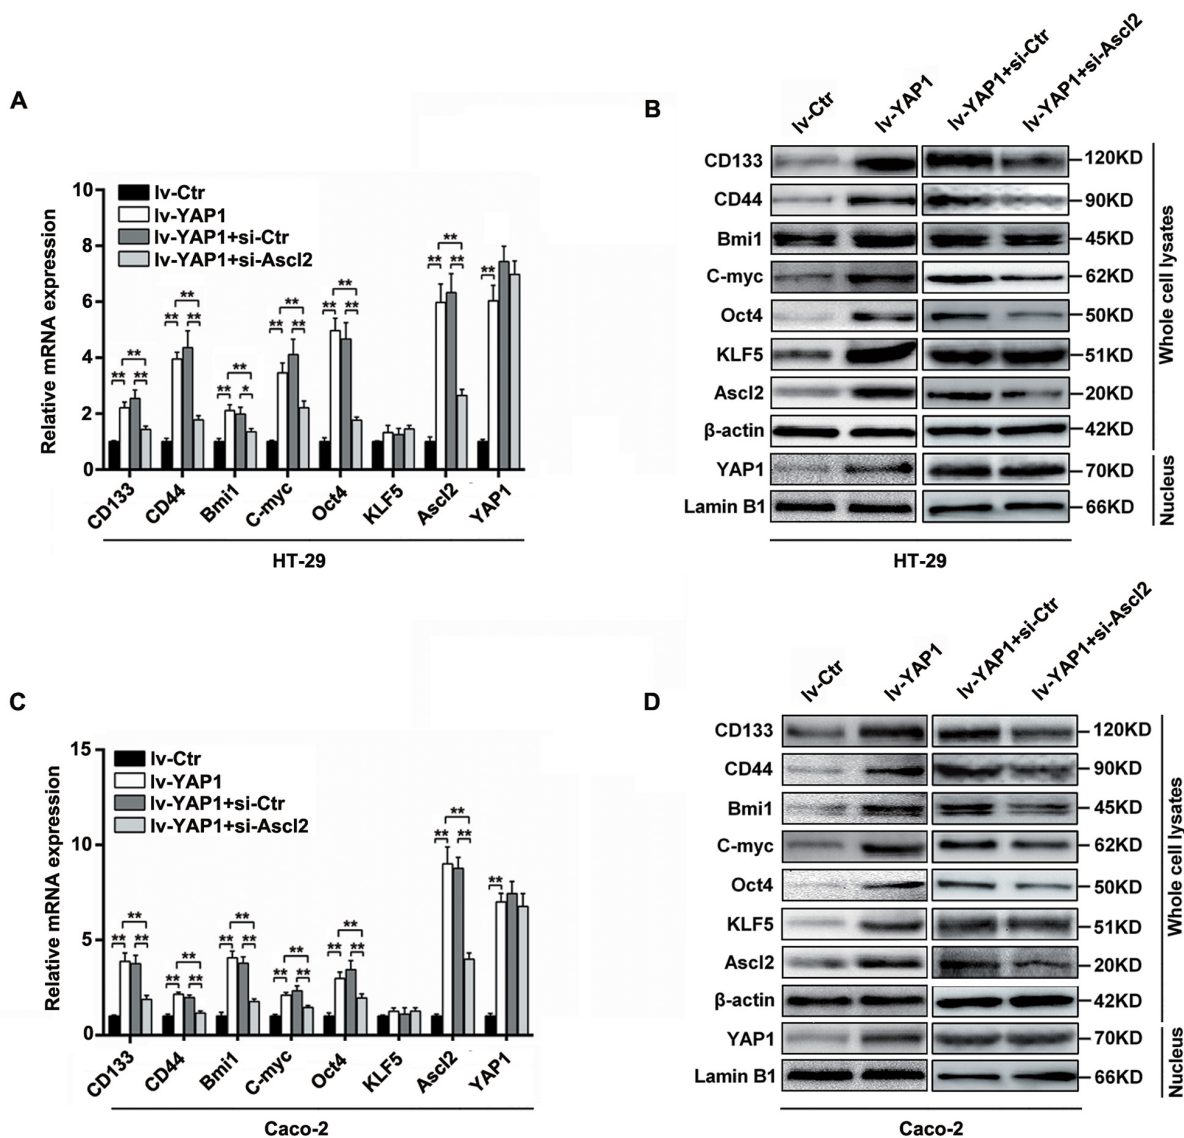 A
Relative mRNA expression
10
8
6
4
2
0
lv-Ctr
lv-YAP1
lv-YAP1+si-Ctr
lv-YAP1+si-Ascl2
** ** **
** ** **
** * **
** ** **
** ** **
** ** **
**
CD133 CD44 Bmi1 C-myc Oct4 KLF5 Ascl2 YAP1
HT-29
B
lv-Ctr lv-YAP1 lv-YAP1+si-Ctr lv-YAP1+si-Ascl2
CD133 120KD
CD44 90KD
Bmi1 45KD
C-myc 62KD
Oct4 50KD
KLF5 51KD
Ascl2 20KD
β-actin 42KD
YAP1 70KD
Lamin B1 66KD
Whole cell lysates
Nucleus
HT-29
C
Relative mRNA expression
15
10
5
0
lv-Ctr
lv-YAP1
lv-YAP1+si-Ctr
lv-YAP1+si-Ascl2
** ** **
** ** **
** ** **
** ** **
** ** **
** ** **
**
CD133 CD44 Bmi1 C-myc Oct4 KLF5 Ascl2 YAP1
Caco-2
D
lv-Ctr lv-YAP1 lv-YAP1+si-Ctr lv-YAP1+si-Ascl2
CD133 120KD
CD44 90KD
Bmi1 45KD
C-myc 62KD
Oct4 50KD
KLF5 51KD
Ascl2 20KD
β-actin 42KD
YAP1 70KD
Lamin B1 66KD
Whole cell lysates
Nucleus
Caco-2